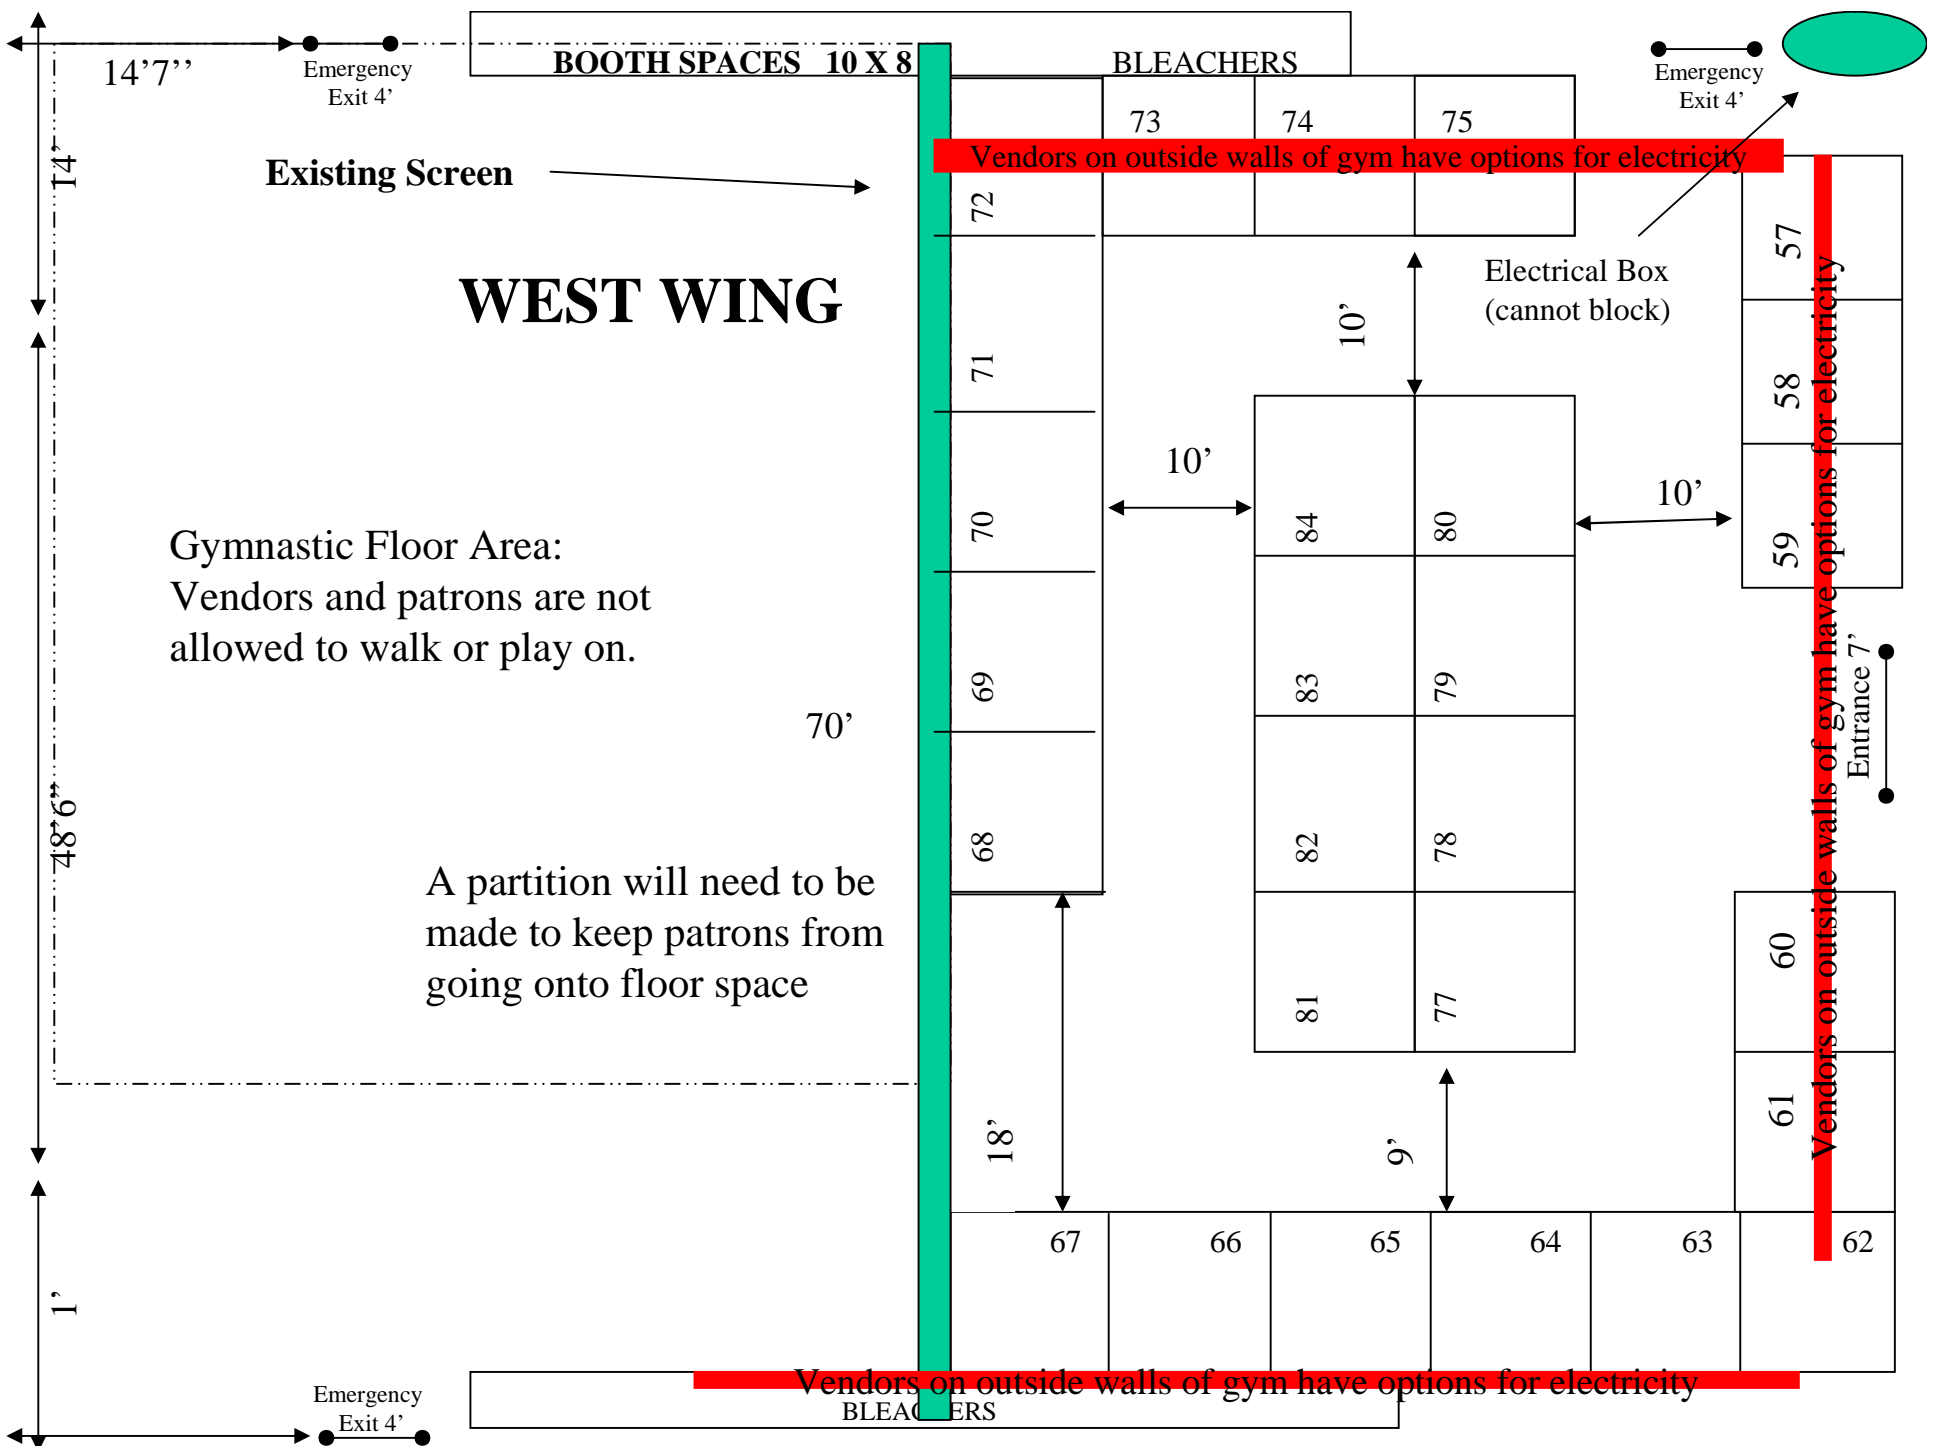 BOOTH SPACES 10 X 8
BLEACHERS
14’7’’
Emergency
Exit 4’
Emergency
Exit 4’
14’
Existing Screen
73
74
75
Vendors on outside walls of gym have options for electricity
72
57
WEST WING
Electrical Box
(cannot block)
10’
71
58
10’
10’
70
84
80
59
Gymnastic Floor Area:
Vendors and patrons are not
allowed to walk or play on.
Vendors on outside walls of gym have options for electricity
Entrance 7’
69
83
79
70’
48’6”
68
82
78
A partition will need to be
made to keep patrons from
going onto floor space
60
81
77
61
18’
9’
67
66
65
64
63
62
1’
Vendors on outside walls of gym have options for electricity
Emergency
Exit 4’
BLEACHERS